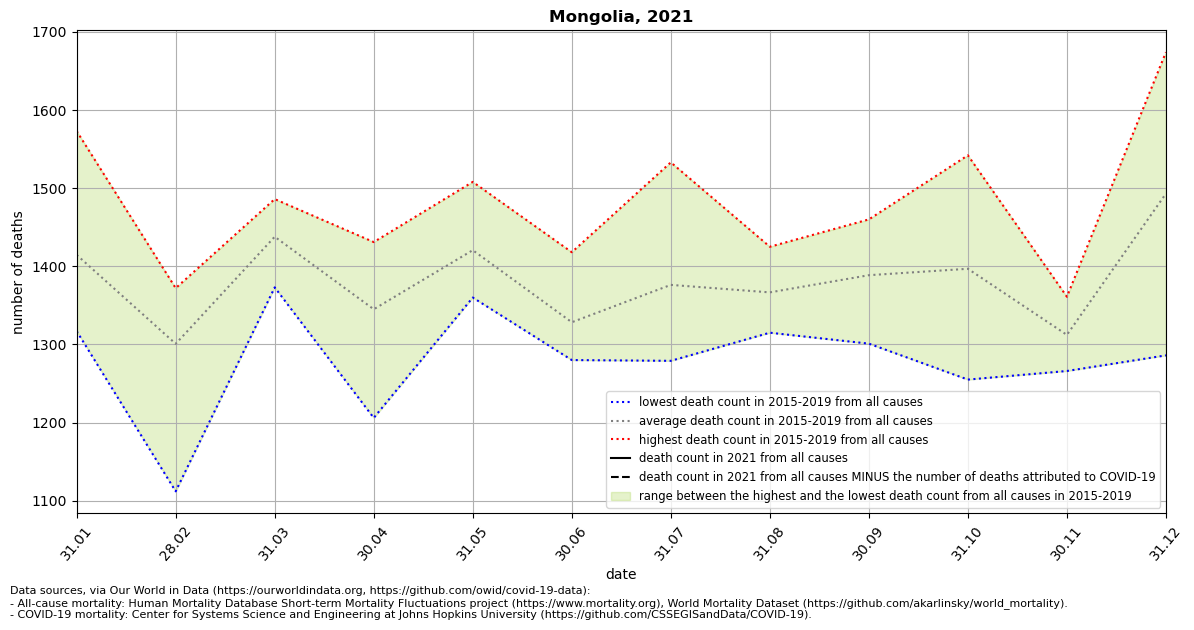 Mongolia, 2021
number of deaths
1700
1600
1500
1400
1300
1200
1100
lowest death count in 2015-2019 from all causes
average death count in 2015-2019 from all causes
highest death count in 2015-2019 from all causes
death count in 2021 from all causes
death count in 2021 from all causes MINUS the number of deaths attributed to COVID-19
range between the highest and the lowest death count from all causes in 2015-2019
31.01 28.02 31.03 30.04 31.05 30.06 31.07 31.08 30.09 31.10 30.11 31.12
date
Data sources, via Our World in Data (https://ourworldindata.org, https://github.com/owid/covid-19-data):
- All-cause mortality: Human Mortality Database Short-term Mortality Fluctuations project (https://www.mortality.org), World Mortality Dataset (https://github.com/akarlinsky/world_mortality).
- COVID-19 mortality: Center for Systems Science and Engineering at Johns Hopkins University (https://github.com/CSSEGISandData/COVID-19).